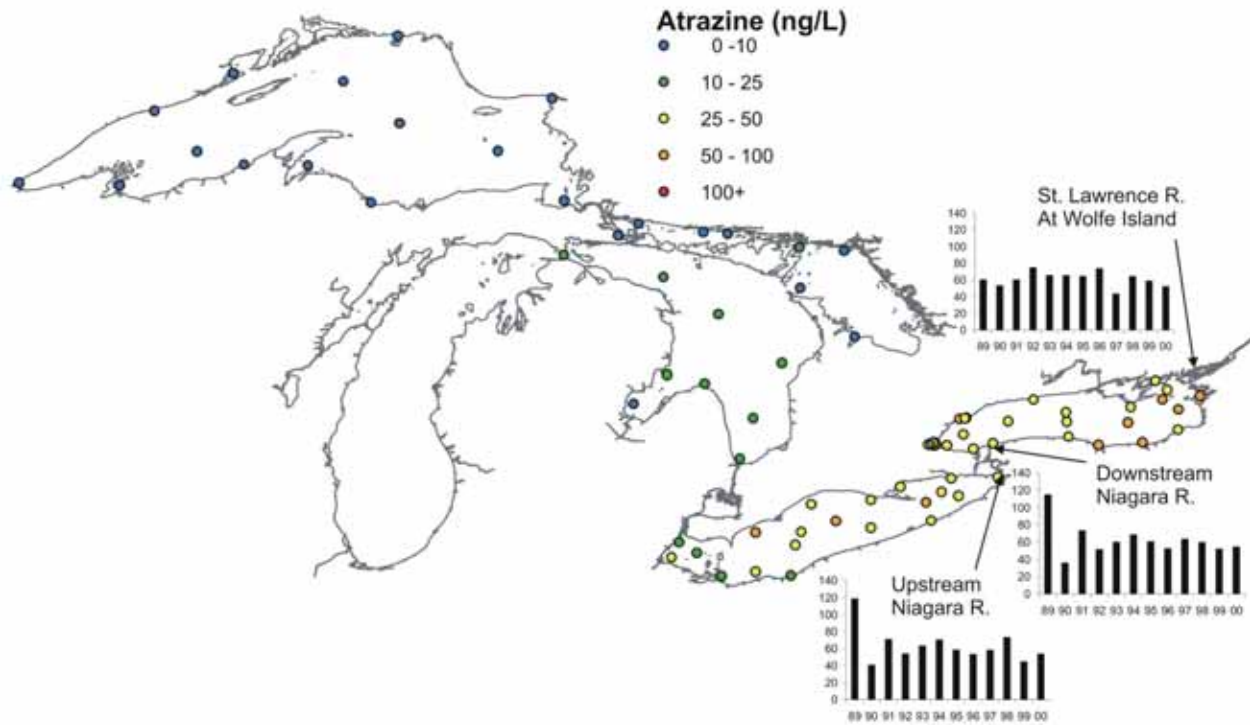 Atrazine (ng/L)
0 -10
10 - 25
25 - 50
50 - 100
100+
St. Lawrence R.
At Wolfe Island
140
120
100
80
60
40
20
0
89 90 91 92 93 94 95 96 97 98 99 00
Downstream
Niagara R.
140
120
100
80
60
40
20
0
89 90 91 92 93 94 95 96 97 98 99 00
Upstream
Niagara R.
140
120
100
80
60
40
20
0
89 90 91 92 93 94 95 96 97 98 99 00